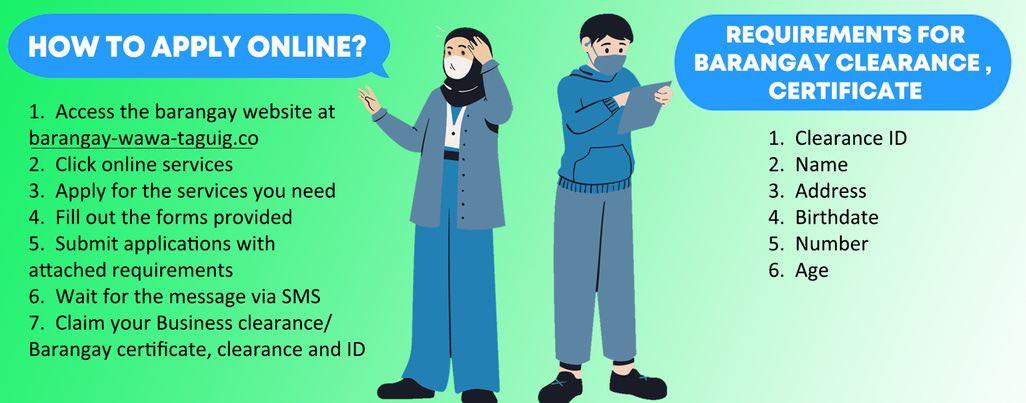 HOW TO APPLY ONLINE?
1. Access the barangay website at
barangay-wawa-taguig.co
2. Click online services
3. Apply for the services you need
4. Fill out the forms provided
5. Submit applications with
attached requirements
6. Wait for the message via SMS
7. Claim your Business clearance/
Barangay certificate, clearance and ID
REQUIREMENTS FOR
BARANGAY CLEARANCE ,
CERTIFICATE
1. Clearance ID
2. Name
3. Address
4. Birthdate
5. Number
6. Age